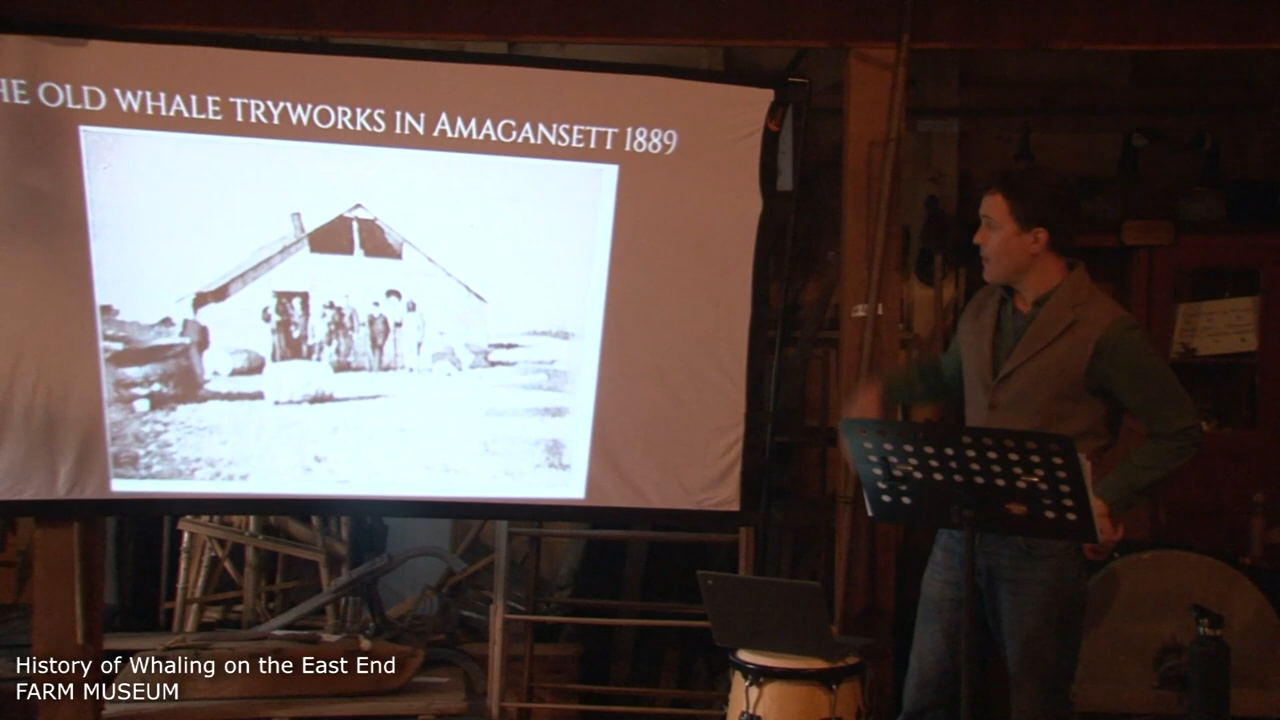 HE OLD WHALE TRYWORKS IN AMAGANSETT 1889
History of Whaling on the East End
FARM MUSEUM